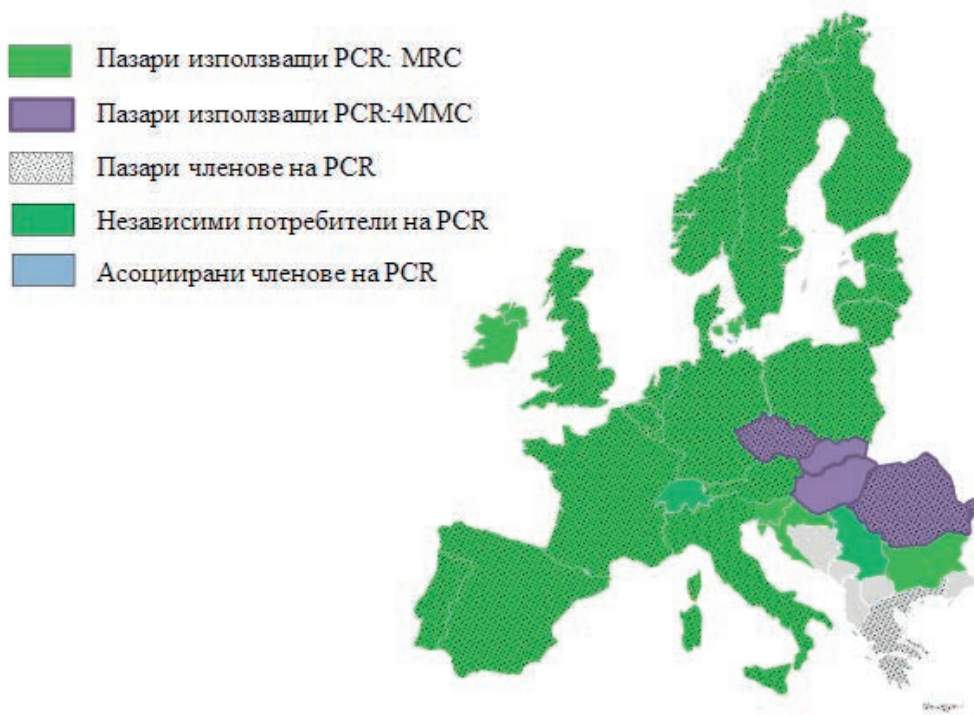 Пазари използващи PCR: MRC
Пазари използващи PCR:4MMC
Пазари членове на PCR
Независими потребители на PCR
Асоциирани членове на PCR